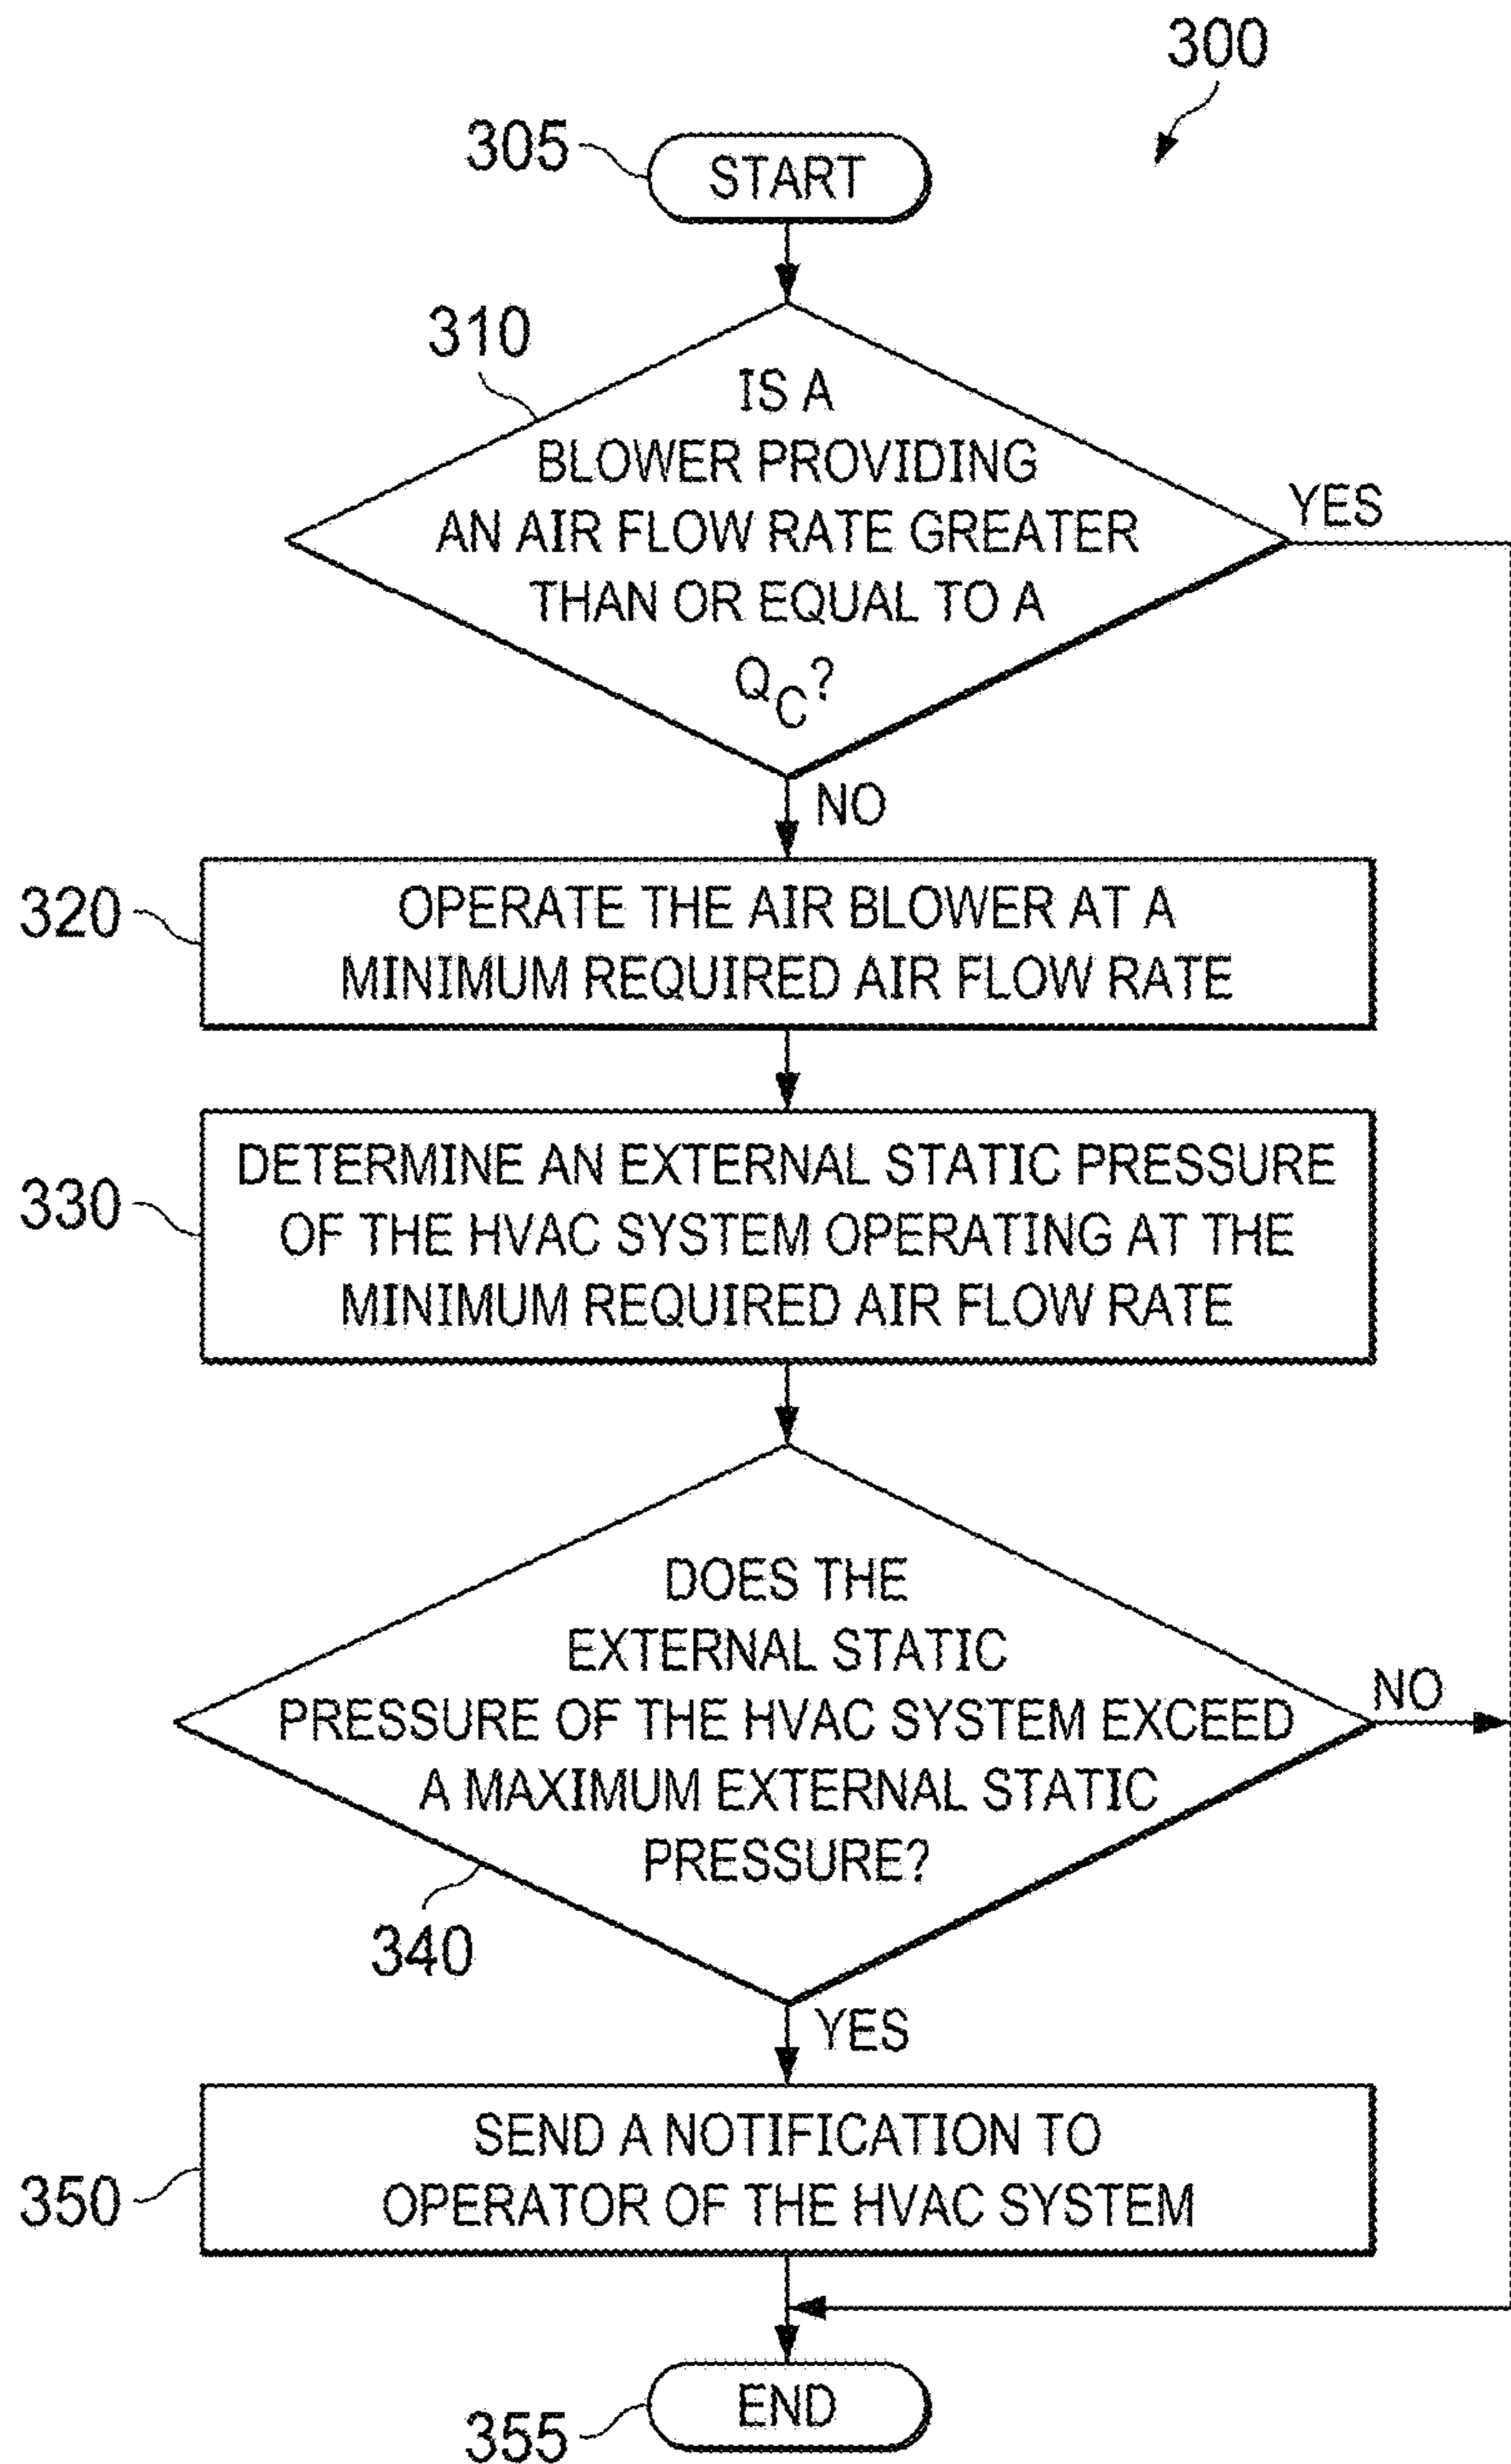 300
305
START
310
IS A
BLOWER PROVIDING
AN AIR FLOW RATE GREATER
THAN OR EQUAL TO A
QC?
YES
NO
320
OPERATE THE AIR BLOWER AT A
MINIMUM REQUIRED AIR FLOW RATE
330
DETERMINE AN EXTERNAL STATIC PRESSURE
OF THE HVAC SYSTEM OPERATING AT THE
MINIMUM REQUIRED AIR FLOW RATE
DOES THE
EXTERNAL STATIC
PRESSURE OF THE HVAC SYSTEM EXCEED
A MAXIMUM EXTERNAL STATIC
PRESSURE?
NO
340
YES
350
SEND A NOTIFICATION TO
OPERATOR OF THE HVAC SYSTEM
355
END